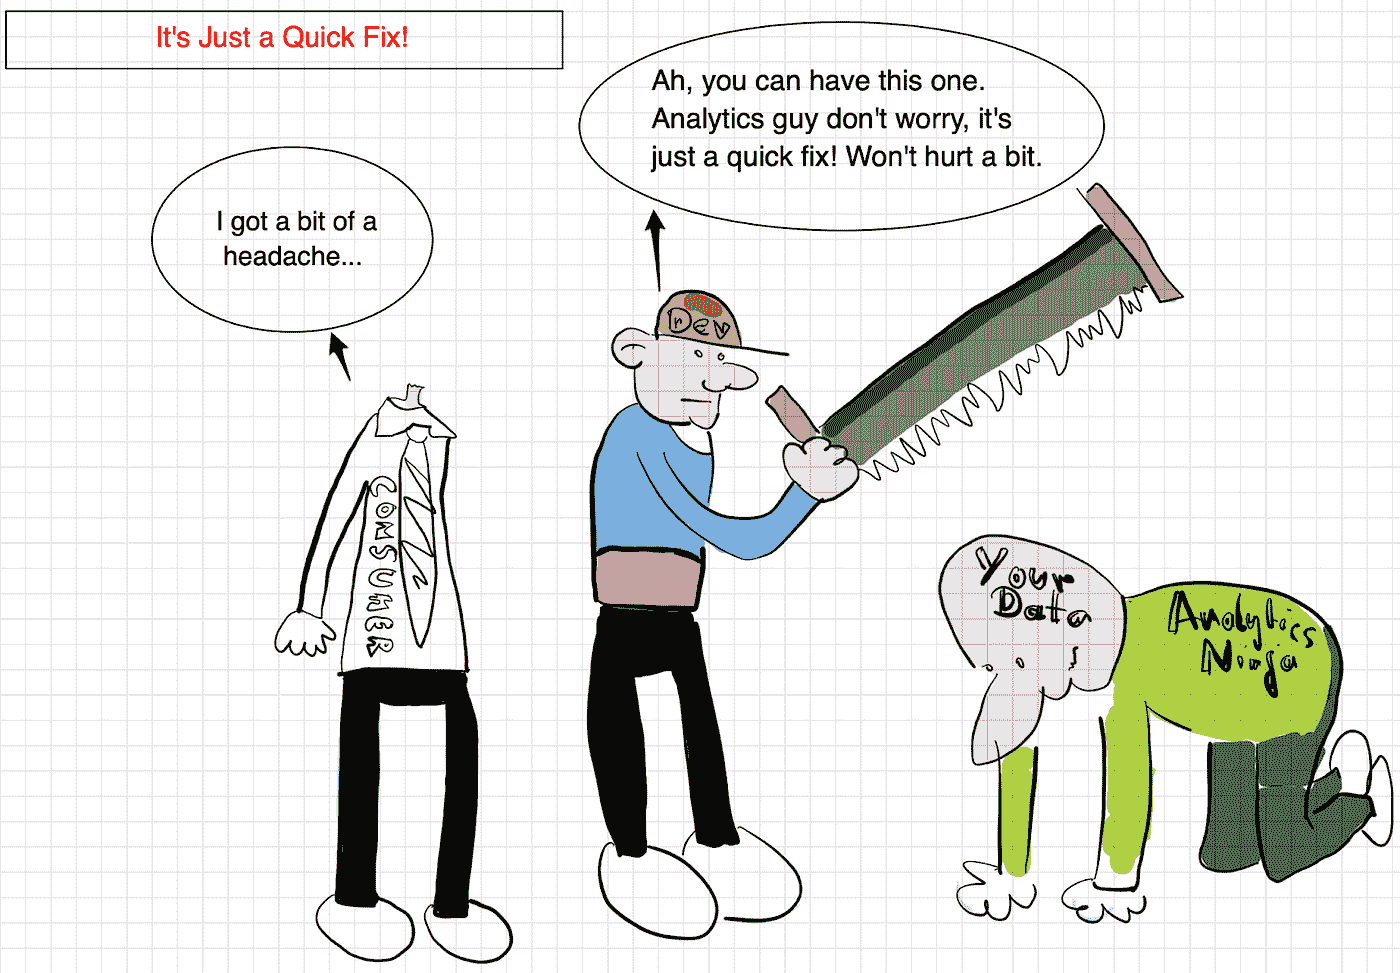 It's Just a Quick Fix!
Ah, you can have this one.
Analytics guy don't worry, it's
just a quick fix! Won't hurt a bit.
I got a bit of a
headache...
Dev
CONSUMER
Your
Data
Analytics
Ninja